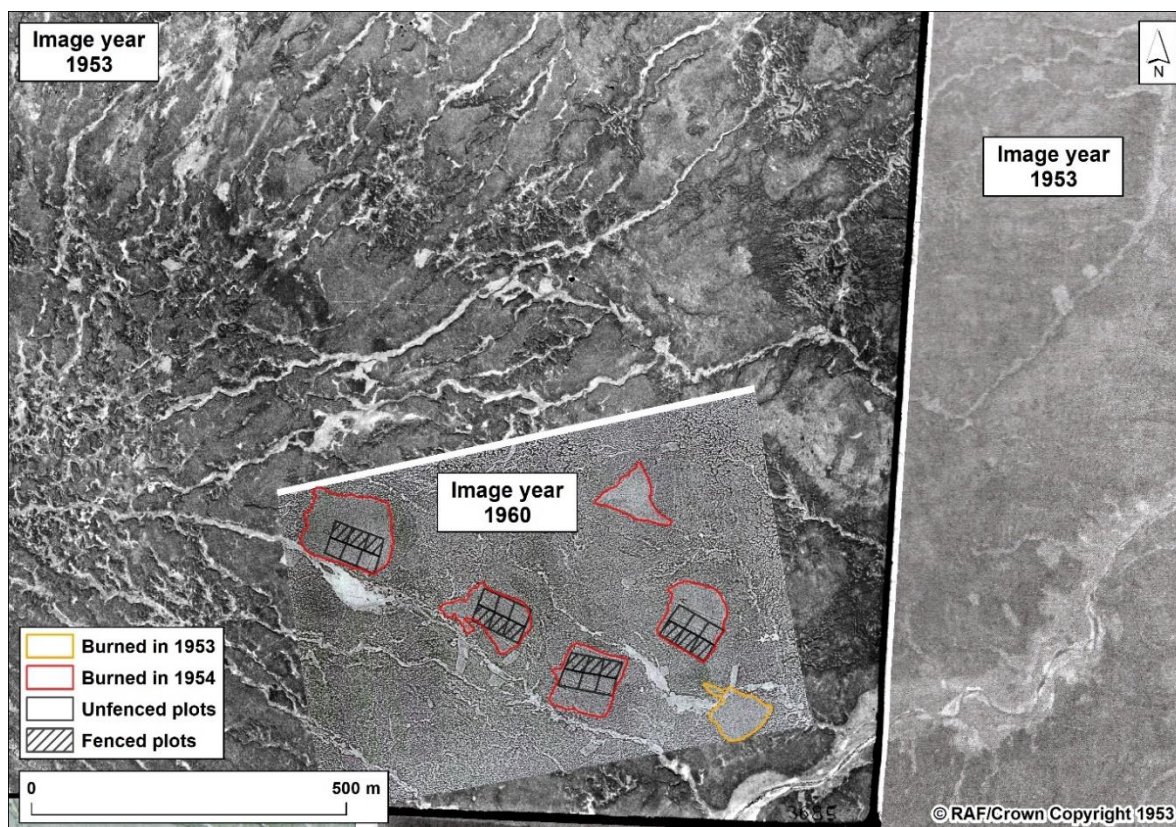 Image year
1953
N
Image year
1953
Image year
1960
Burned in 1953
Burned in 1954
Unfenced plots
Fenced plots
0 500 m
3685
© RAF/Crown Copyright 1953